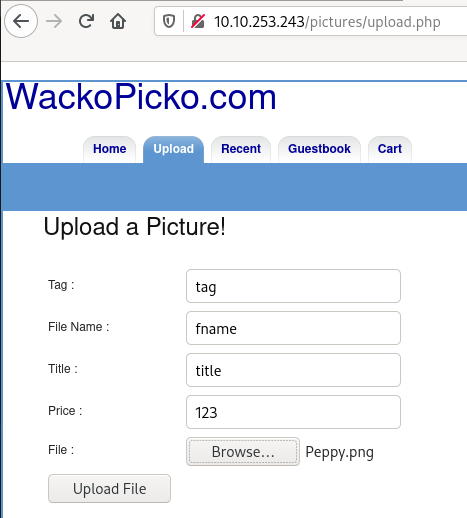 10.10.253.243/pictures/upload.php
WackoPicko.com
Home Upload Recent Guestbook Cart
Upload a Picture!
Tag : tag
File Name : fname
Title : title
Price : 123
File : Browse... Peppy.png
Upload File